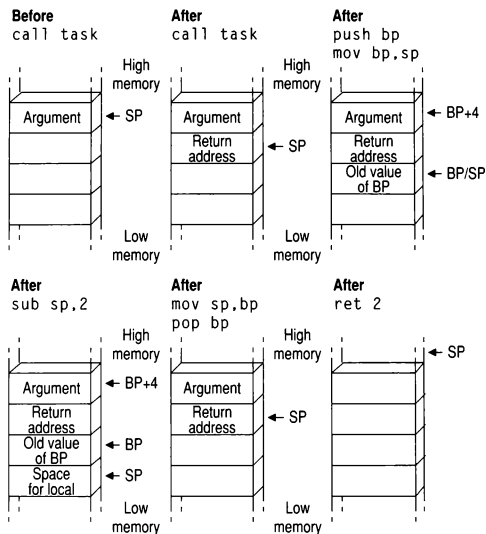 Before
call task
After
call task
After
push bp
mov bp,sp
High
memory
High
memory
Argument
SP
Argument
Return
address
SP
Argument
BP+4
Return
address
Old value
of BP
BP/SP
Low
memory
Low
memory
After
sub sp,2
After
mov sp,bp
pop bp
After
ret 2
High
memory
High
memory
SP
Argument
BP+4
Return
address
Old value
of BP
BP
Space
for local
SP
Argument
Return
address
SP
Low
memory
Low
memory